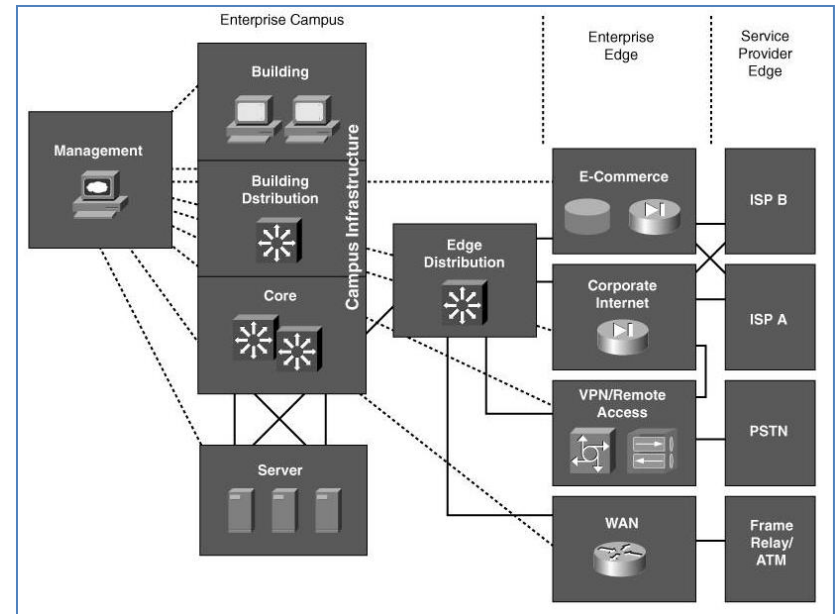 Enterprise Campus
Enterprise
Edge
Service
Provider
Edge
Management
Building
Building
Dstribution
Core
Campus Infrastructure
Server
Edge
Distribution
E-Commerce
Corporate
Internet
VPN/Remote
Access
WAN
ISP B
ISP A
PSTN
Frame
Relay/
ATM